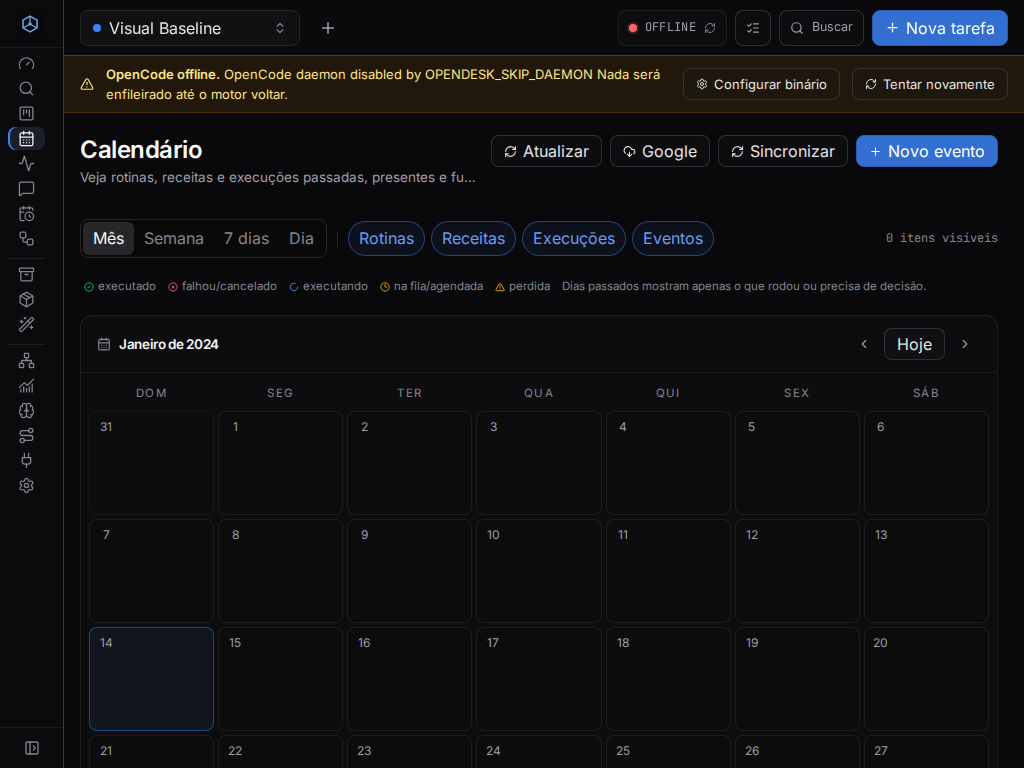 Visual Baseline
OFFLINE
Buscar
Nova tarefa
OpenCode offline. OpenCode daemon disabled by OPENDESK_SKIP_DAEMON Nada será
enfileirado até o motor voltar.
Configurar binário
Tentar novamente
Calendário
Veja rotinas, receitas e execuções passadas, presentes e fu...
Atualizar
Google
Sincronizar
Novo evento
Mês Semana 7 dias Dia
Rotinas Receitas Execuções Eventos
0 itens visíveis
executado falhou/cancelado executando na fila/agendada perdida Dias passados mostram apenas o que rodou ou precisa de decisão.
Janeiro de 2024
Hoje
DOM SEG TER QUA QUI SEX SÁB
31 1 2 3 4 5 6
7 8 9 10 11 12 13
14 15 16 17 18 19 20
21 22 23 24 25 26 27